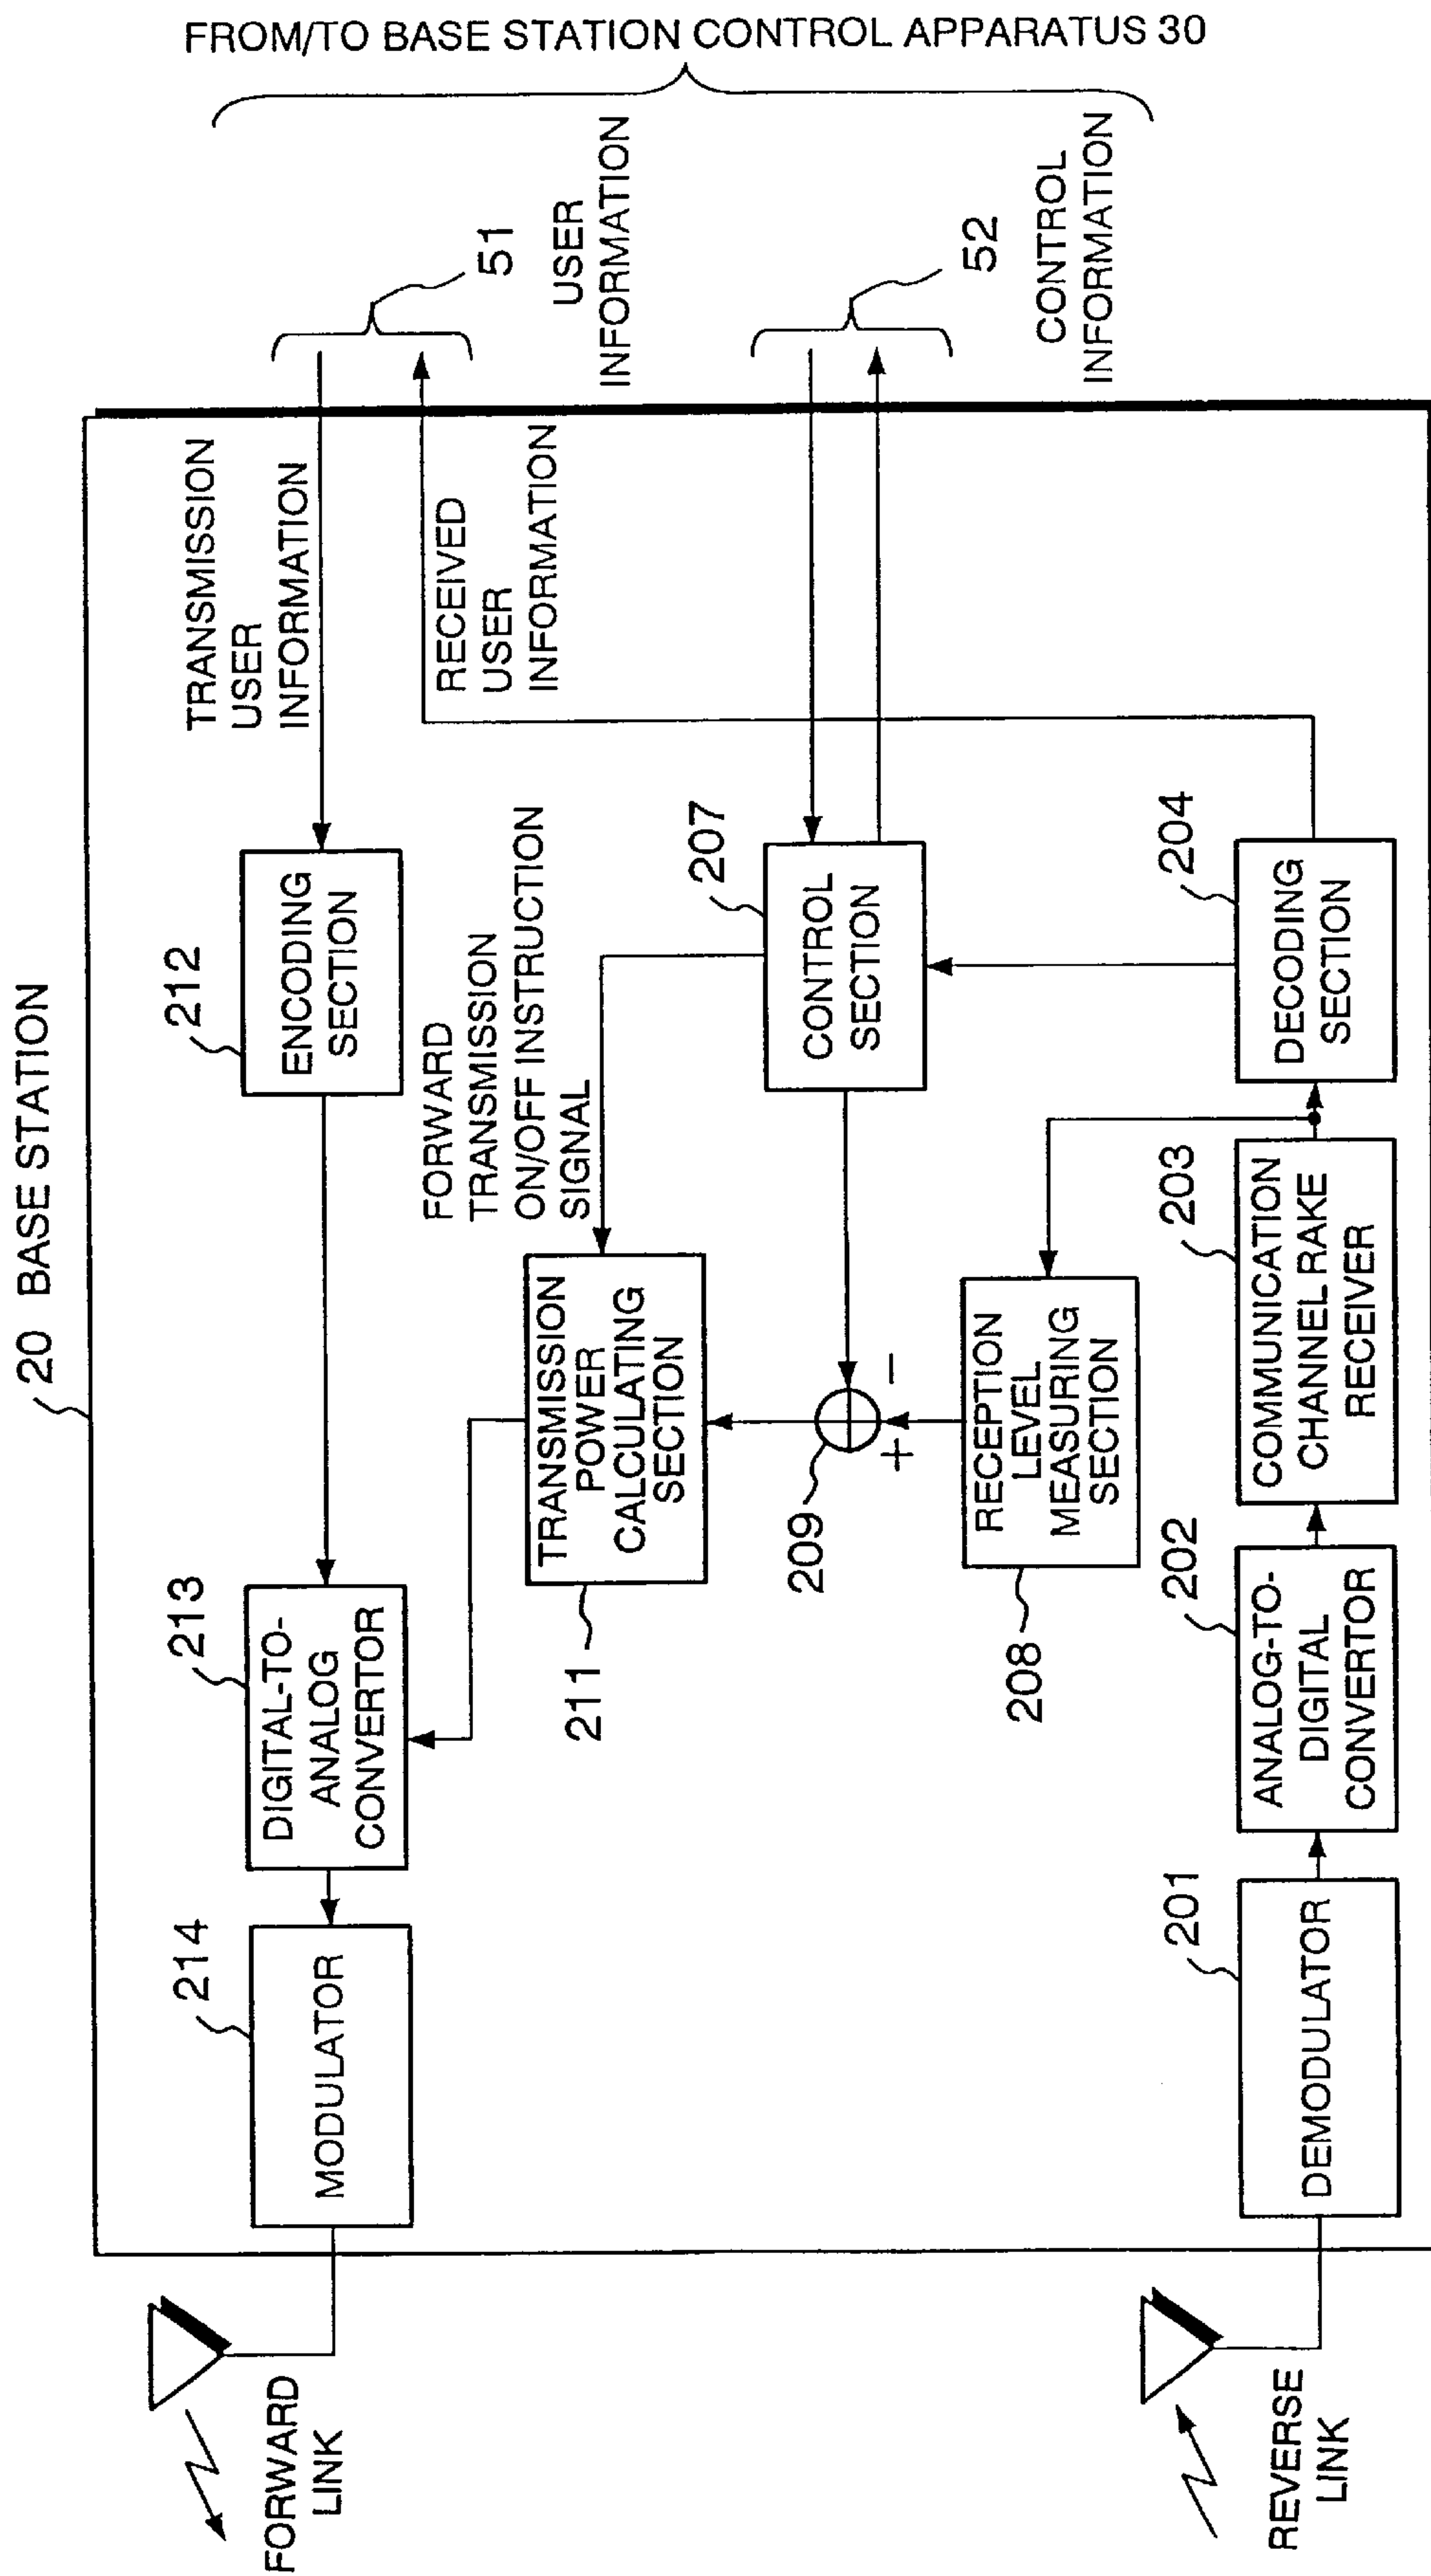 20 BASE STATION
FROM/TO BASE STATION CONTROL APPARATUS 30
FORWARD
LINK
214
MODULATOR
213
DIGITAL-TO-
ANALOG
CONVERTOR
212
ENCODING
SECTION
TRANSMISSION
USER
INFORMATION
51
USER
INFORMATION
RECEIVED
USER
INFORMATION
211
TRANSMISSION
POWER
CALCULATING
SECTION
FORWARD
TRANSMISSION
ON/OFF INSTRUCTION
SIGNAL
209
+
−
207
CONTROL
SECTION
52
CONTROL
INFORMATION
208
RECEPTION
LEVEL
MEASURING
SECTION
REVERSE
LINK
201
DEMODULATOR
202
ANALOG-TO-
DIGITAL
CONVERTOR
203
COMMUNICATION
CHANNEL RAKE
RECEIVER
204
DECODING
SECTION